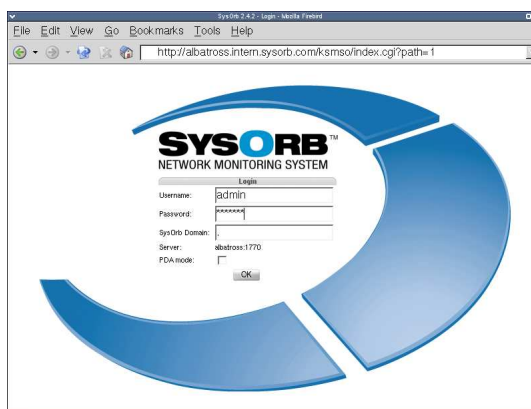 SysOrb 2.4.2 - Login - Mozilla Firebird
File Edit View Go Bookmarks Tools Help
http://albatross.intern.sysorb.com/ksmso/index.cgi?path=1
SYSORB™
NETWORK MONITORING SYSTEM
Login
Username: admin
Password: *******
SysOrb Domain: .
Server: albatross:1770
PDA mode:
OK